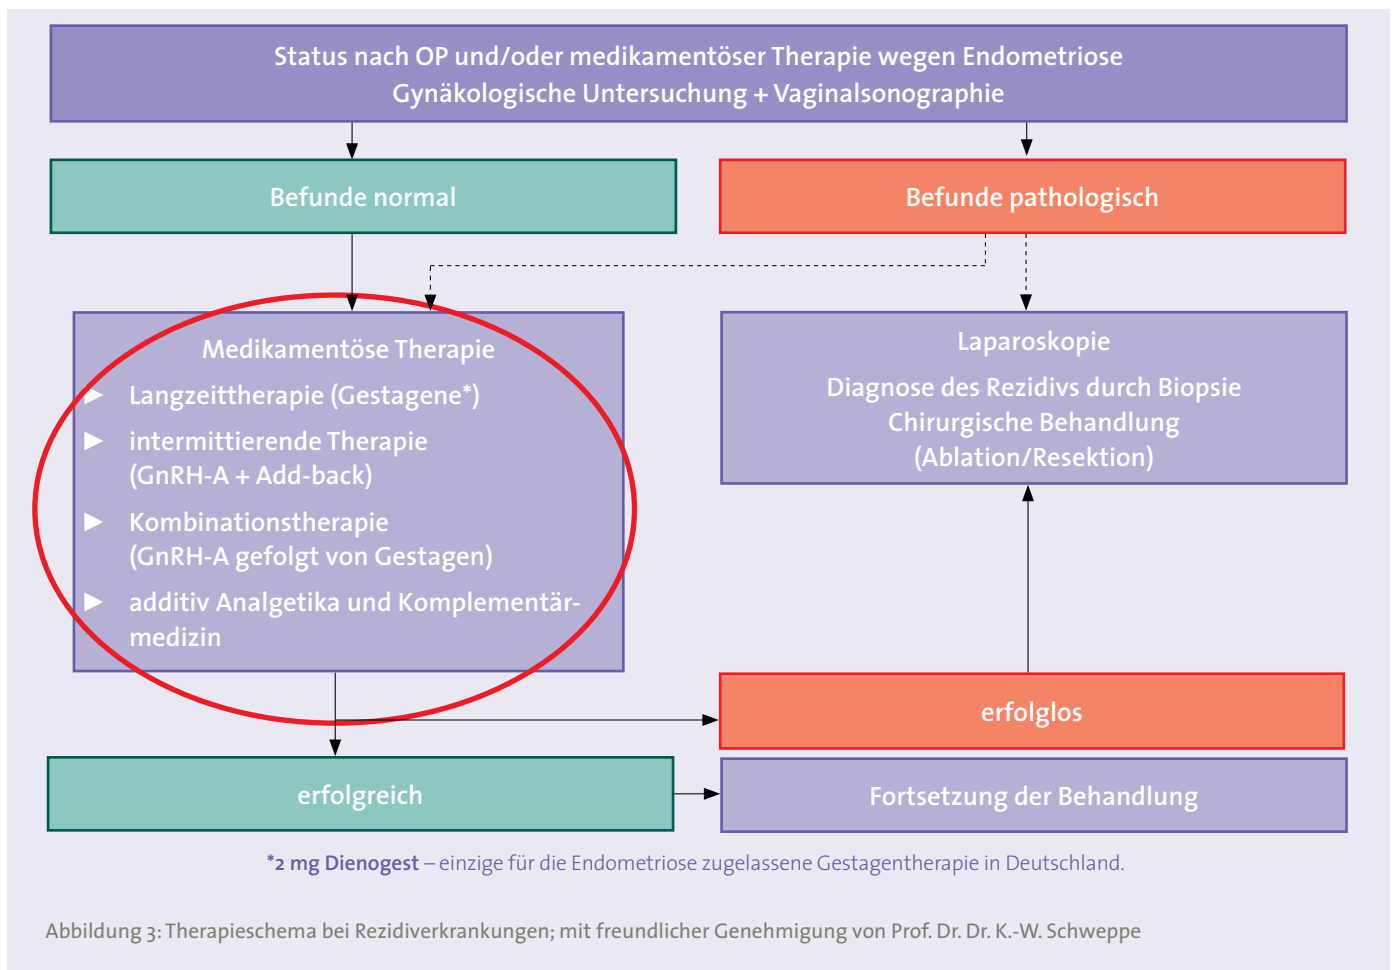 Status nach OP und/oder medikamentöser Therapie wegen Endometriose
Gynäkologische Untersuchung + Vaginalsonographie
Befunde normal
Befunde pathologisch
Medikamentöse Therapie
► Langzeittherapie (Gestagene*)
► intermittierende Therapie
(GnRH-A + Add-back)
► Kombinationstherapie
(GnRH-A gefolgt von Gestagen)
► additiv Analgetika und Komplementär-
medizin
Laparoskopie
Diagnose des Rezidivs durch Biopsie
Chirurgische Behandlung
(Ablation/Resektion)
erfolglos
erfolgreich
Fortsetzung der Behandlung
*2 mg Dienogest – einzige für die Endometriose zugelassene Gestagentherapie in Deutschland.
Abbildung 3: Therapieschema bei Rezidiverkrankungen; mit freundlicher Genehmigung von Prof. Dr. Dr. K.-W. Schweppe